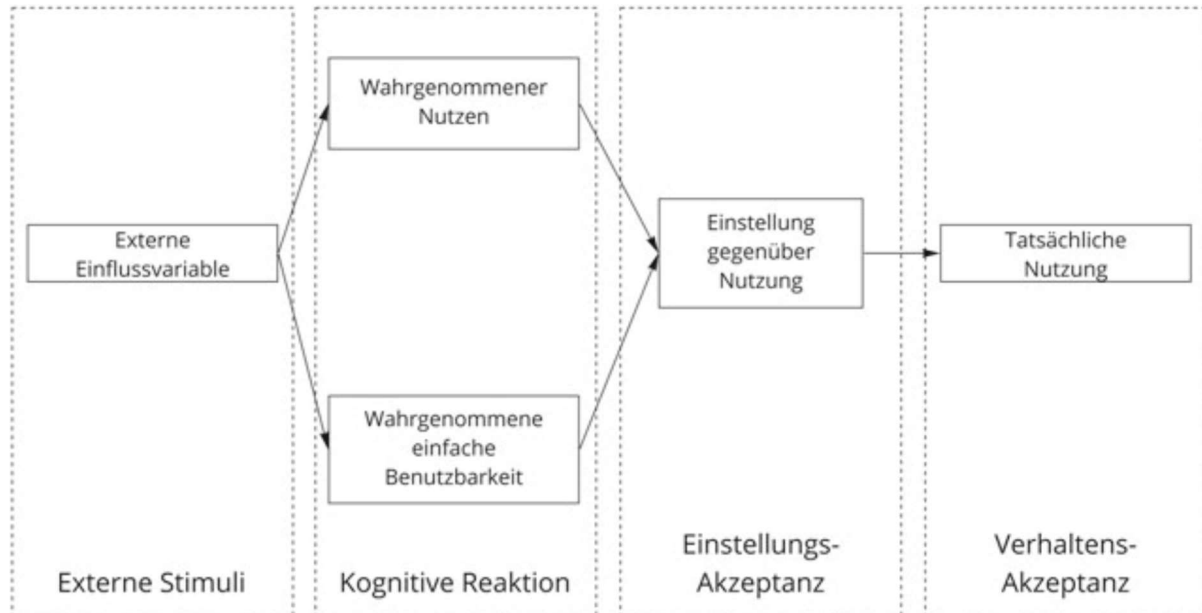 Wahrgenommener
Nutzen
Externe
Einflussvariable
Einstellung
gegenüber
Nutzung
Tatsächliche
Nutzung
Wahrgenommene
einfache
Benutzbarkeit
Externe Stimuli
Kognitive Reaktion
Einstellungs-
Akzeptanz
Verhaltens-
Akzeptanz